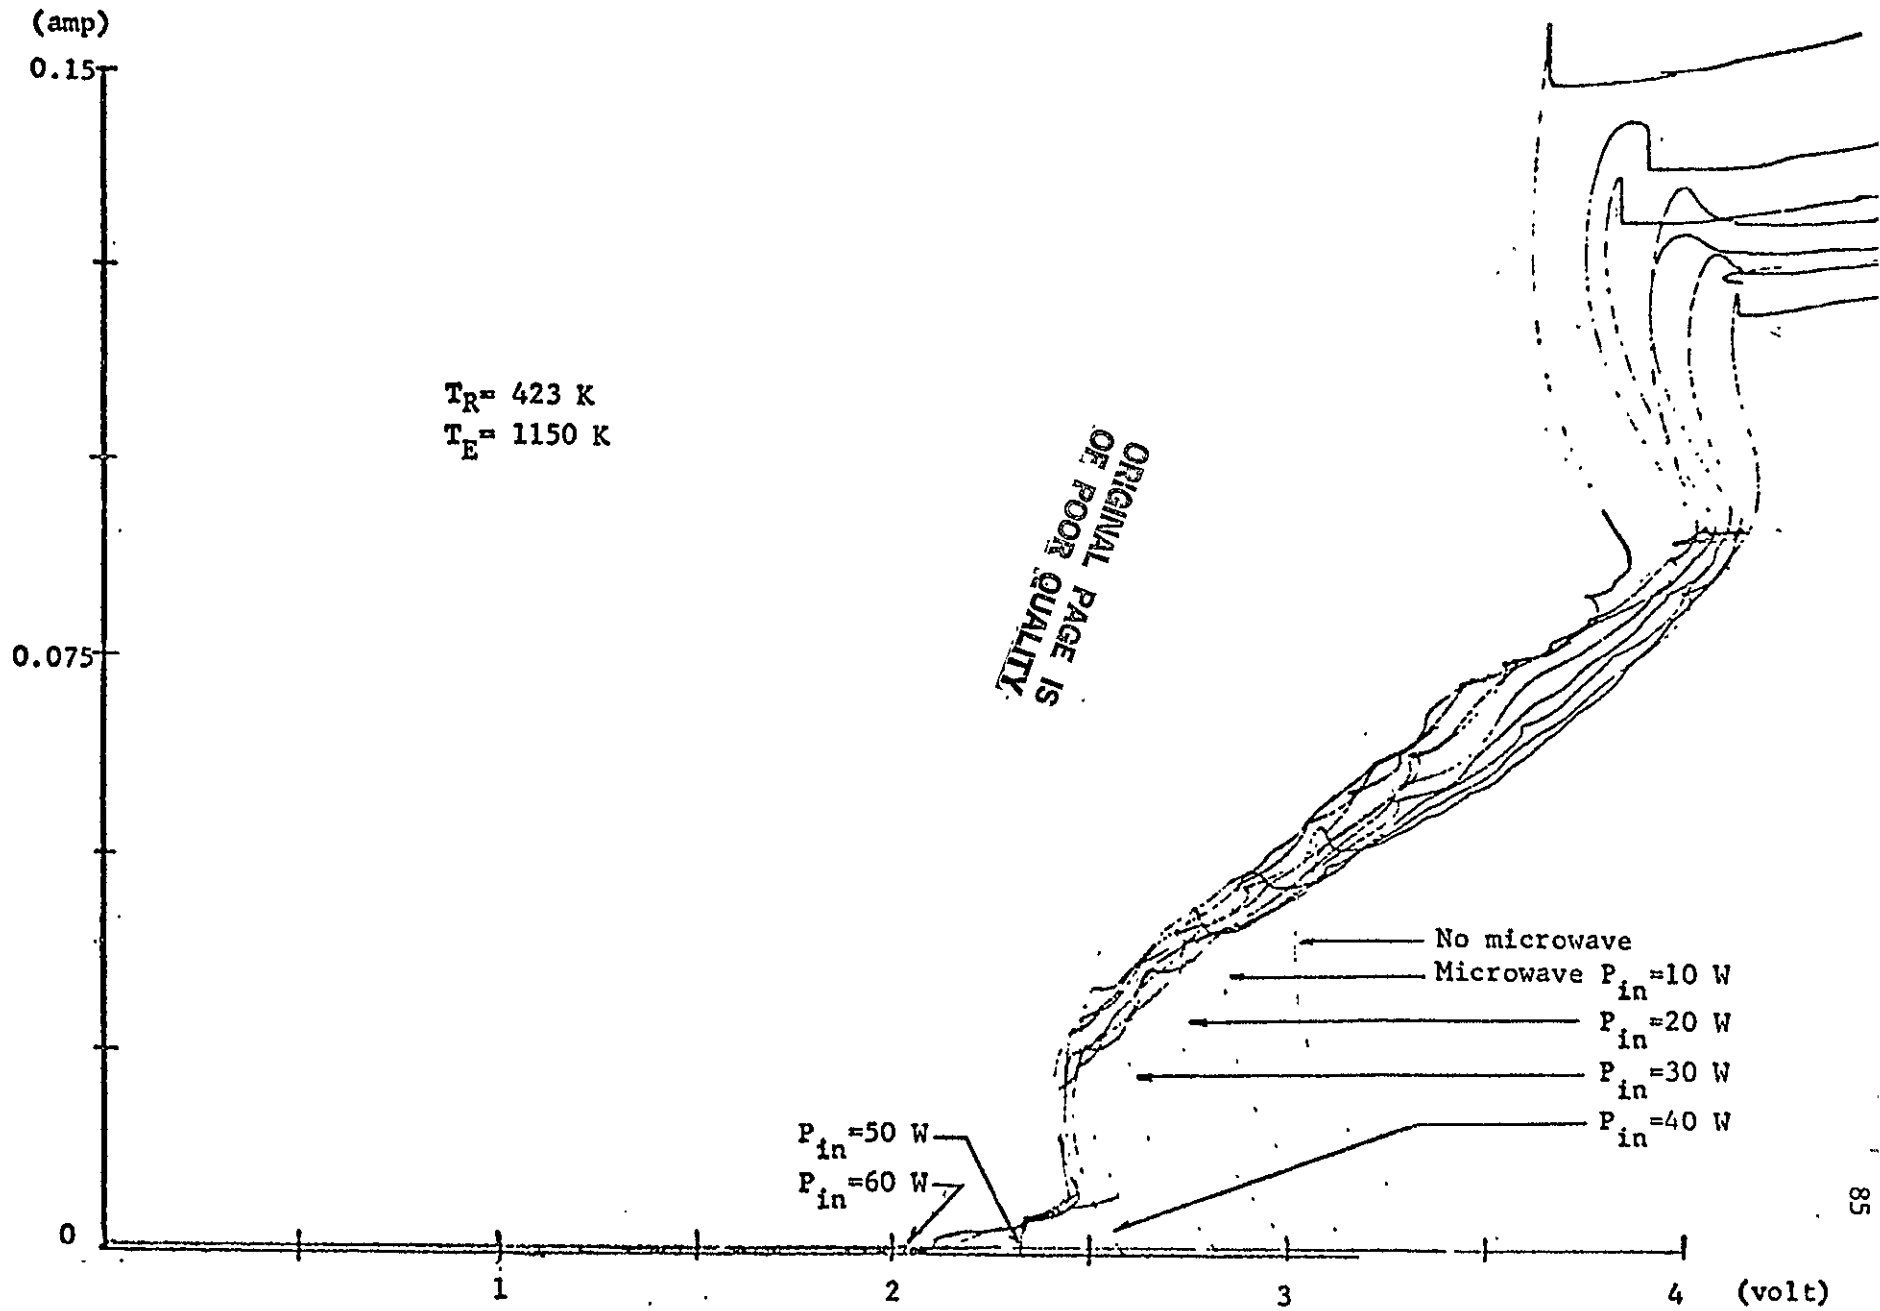 (amp)
0.15
T_R= 423 K
T_E= 1150 K
ORIGINAL PAGE IS
OF POOR QUALITY
0.075
No microwave
Microwave P_in=10 W
P_in=20 W
P_in=30 W
P_in=40 W
P_in=50 W
P_in=60 W
85
0
1
2
3
4
(volt)